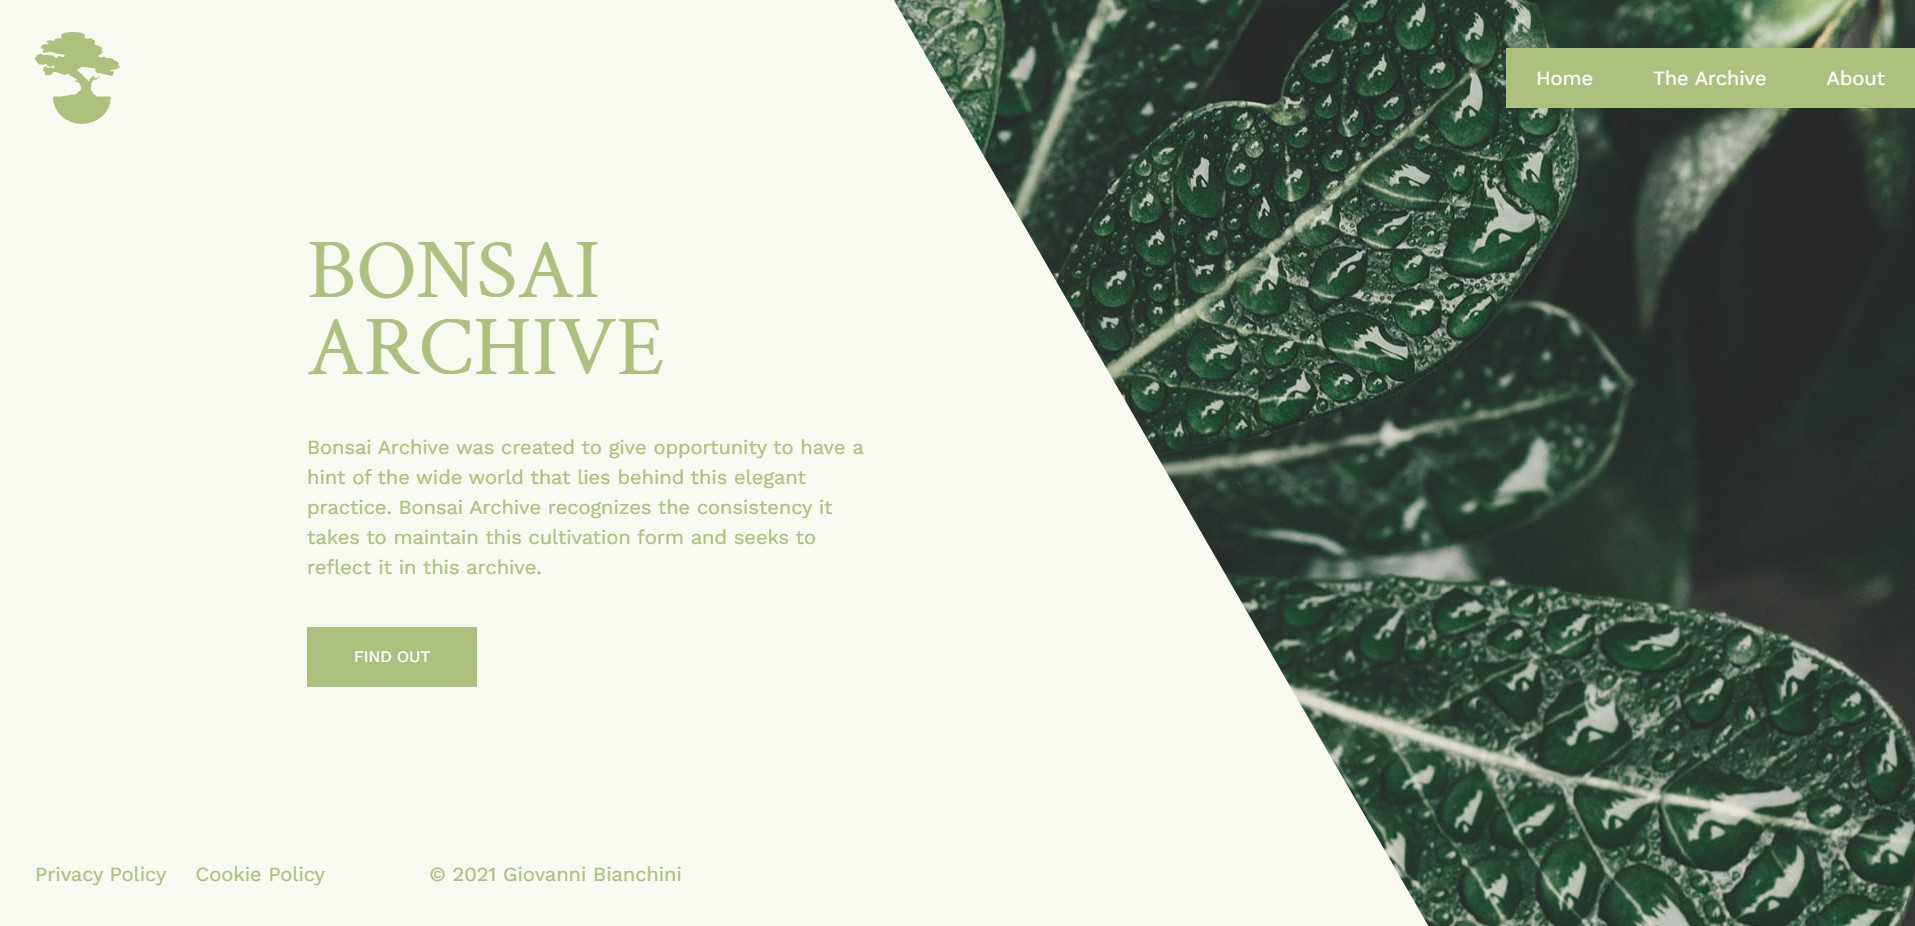 Home The Archive About
BONSAI
ARCHIVE
Bonsai Archive was created to give opportunity to have a
hint of the wide world that lies behind this elegant
practice. Bonsai Archive recognizes the consistency it
takes to maintain this cultivation form and seeks to
reflect it in this archive.
FIND OUT
Privacy Policy Cookie Policy © 2021 Giovanni Bianchini